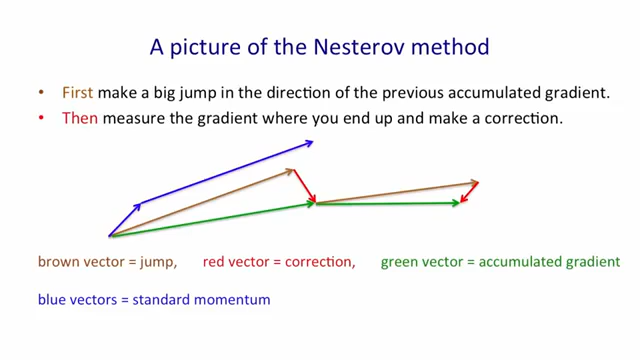 A picture of the Nesterov method
• First make a big jump in the direction of the previous accumulated gradient.
• Then measure the gradient where you end up and make a correction.
brown vector = jump, red vector = correction, green vector = accumulated gradient
blue vectors = standard momentum